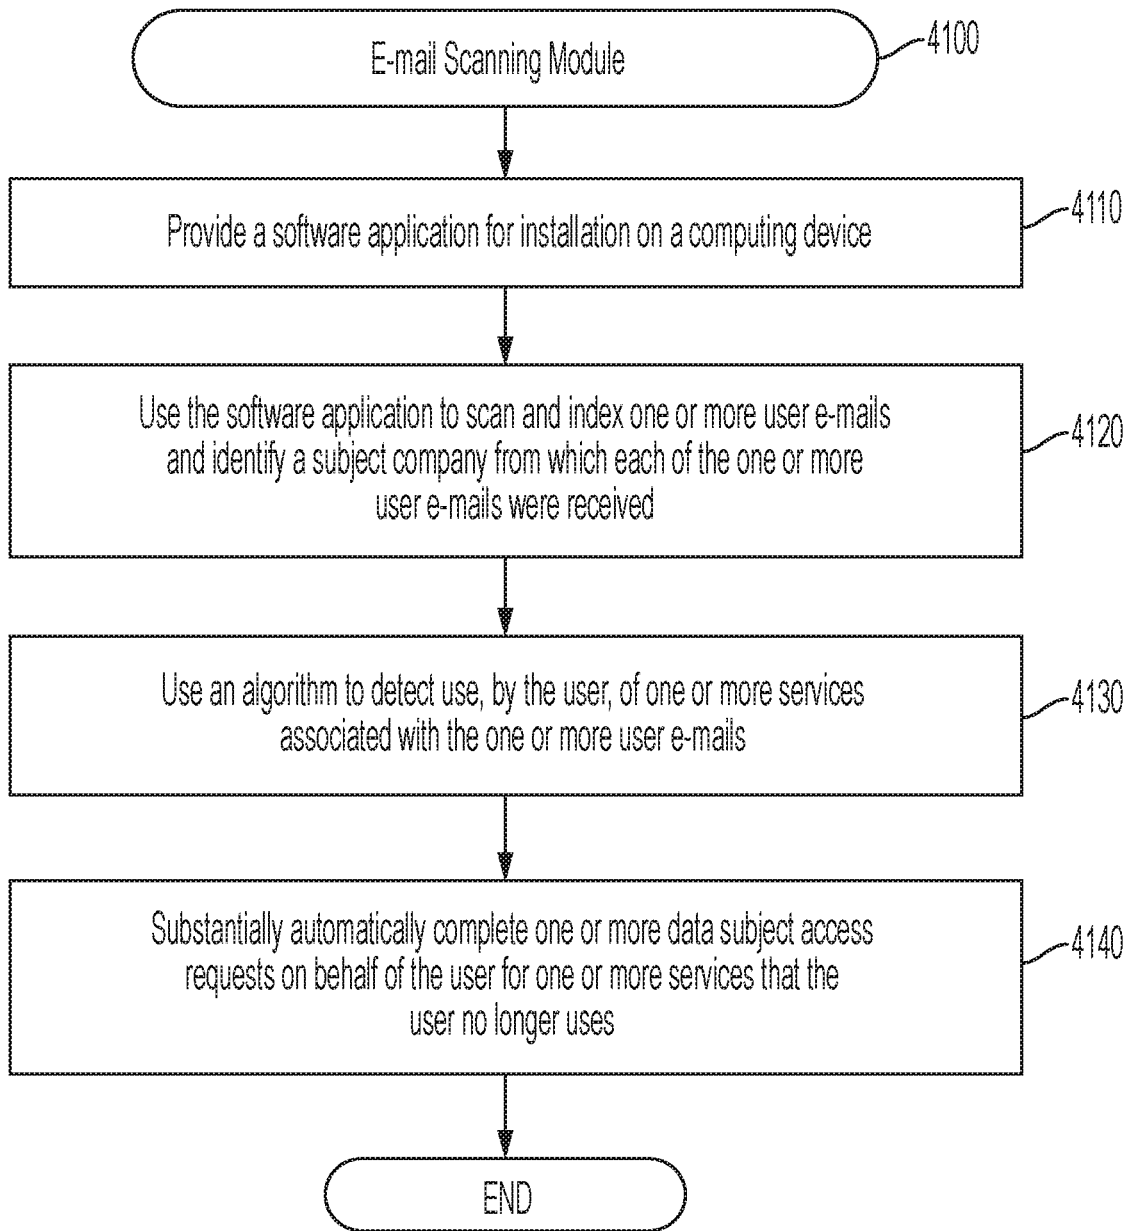 E-mail Scanning Module
4100
Provide a software application for installation on a computing device
4110
Use the software application to scan and index one or more user e-mails
and identify a subject company from which each of the one or more
user e-mails were received
4120
Use an algorithm to detect use, by the user, of one or more services
associated with the one or more user e-mails
4130
Substantially automatically complete one or more data subject access
requests on behalf of the user for one or more services that the
user no longer uses
4140
END